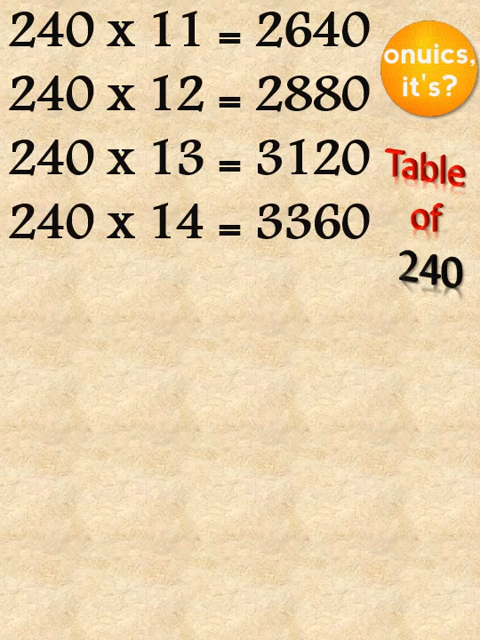 240 x 11 = 2640
240 x 12 = 2880
240 x 13 = 3120
240 x 14 = 3360
onuics,
it's?
Table
of
240